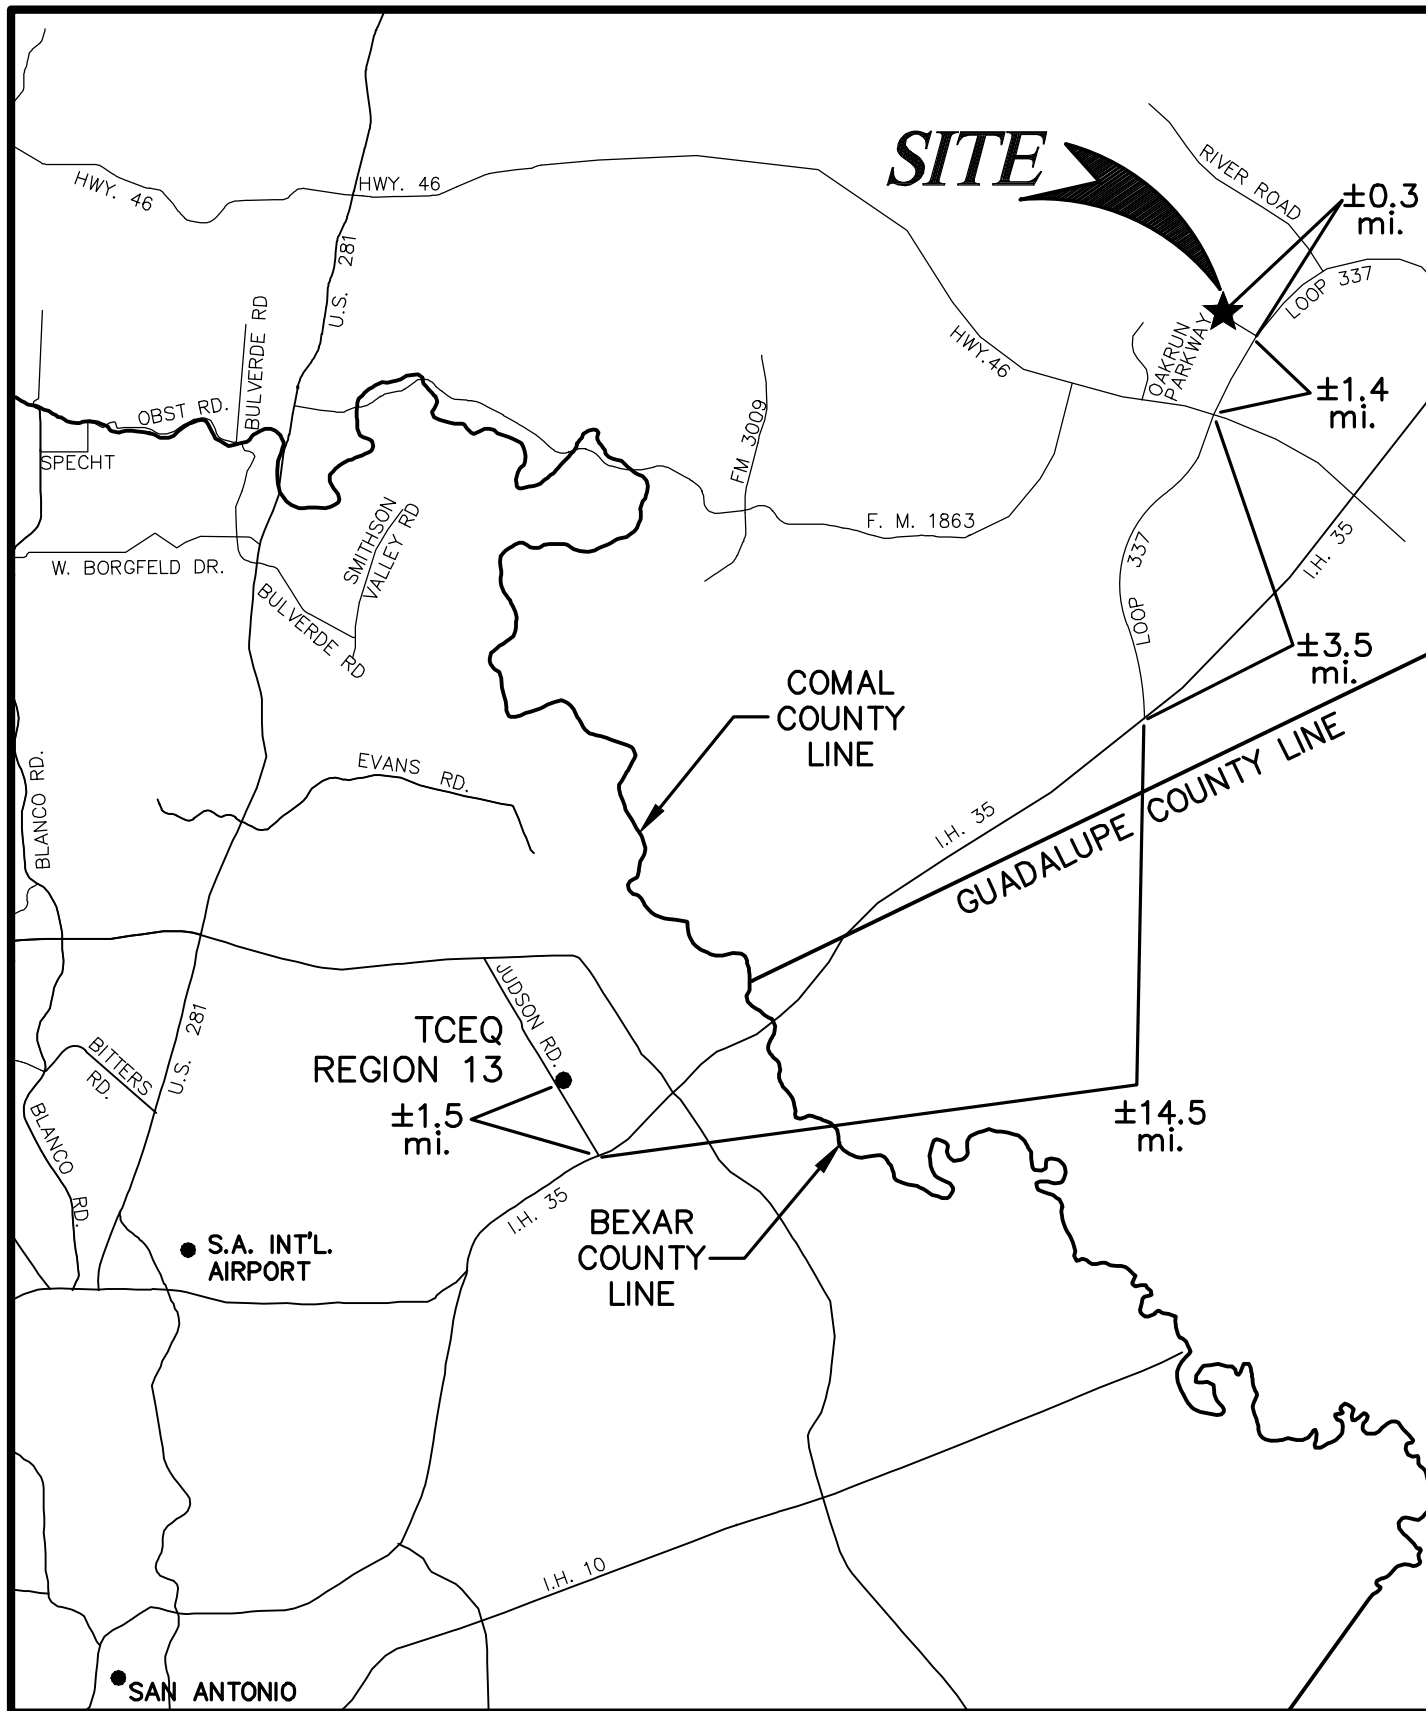 SITE
RIVER ROAD
±0.3
mi.
HWY. 46
HWY. 46
U.S. 281
LOOP 337
BULVERDE RD
OAKRUN
PARKWAY
HWY.46
±1.4
mi.
OBST RD.
SPECHT
FM 3009
F. M. 1863
SMITHSON
VALLEY RD
W. BORGFELD DR.
BULVERDE RD
LOOP 337
I.H. 35
±3.5
mi.
COMAL
COUNTY
LINE
GUADALUPE COUNTY LINE
BLANCO RD.
EVANS RD.
I.H. 35
JUDSON RD.
TCEQ
REGION 13
±1.5
mi.
U.S. 281
BITTERS
RD.
BLANCO RD.
±14.5
mi.
I.H. 35
BEXAR
COUNTY
LINE
S.A. INT'L.
AIRPORT
I.H. 10
SAN ANTONIO